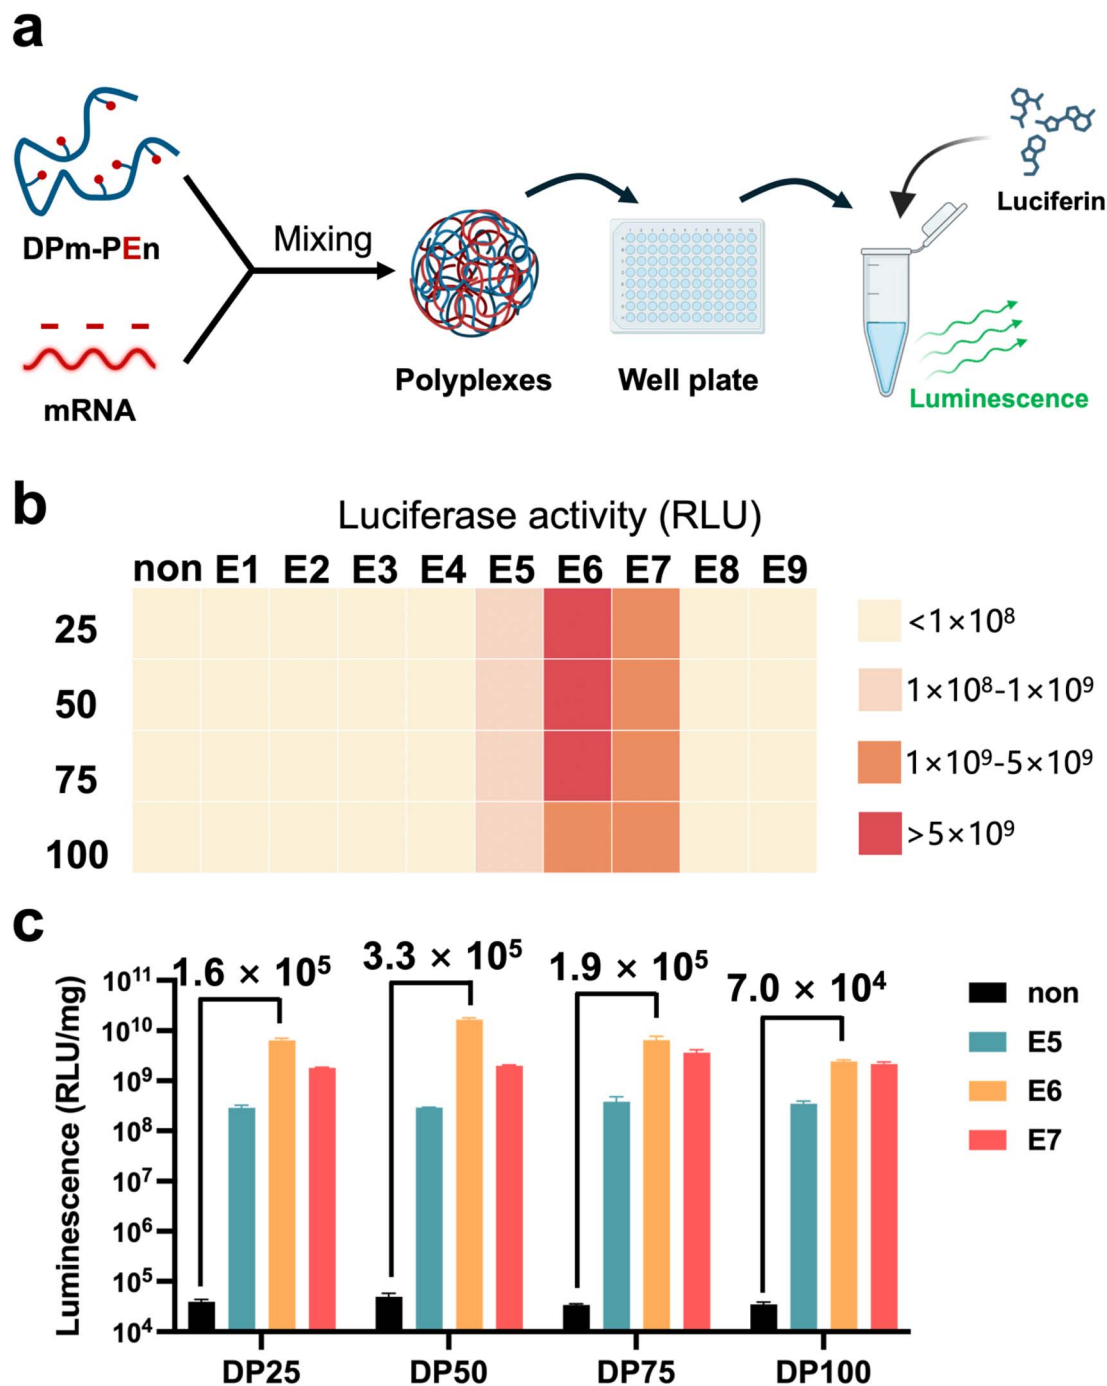 a
DPm-PEn
mRNA
Mixing
Polyplexes
Well plate
Luciferin
Luminescence
b
Luciferase activity (RLU)
non E1 E2 E3 E4 E5 E6 E7 E8 E9
25
50
75
100
<1×10⁸
1×10⁸-1×10⁹
1×10⁹-5×10⁹
>5×10⁹
c
Luminescence (RLU/mg)
10¹¹
10¹⁰
10⁹
10⁸
10⁷
10⁶
10⁵
10⁴
1.6 × 10⁵
3.3 × 10⁵
1.9 × 10⁵
7.0 × 10⁴
DP25
DP50
DP75
DP100
non
E5
E6
E7